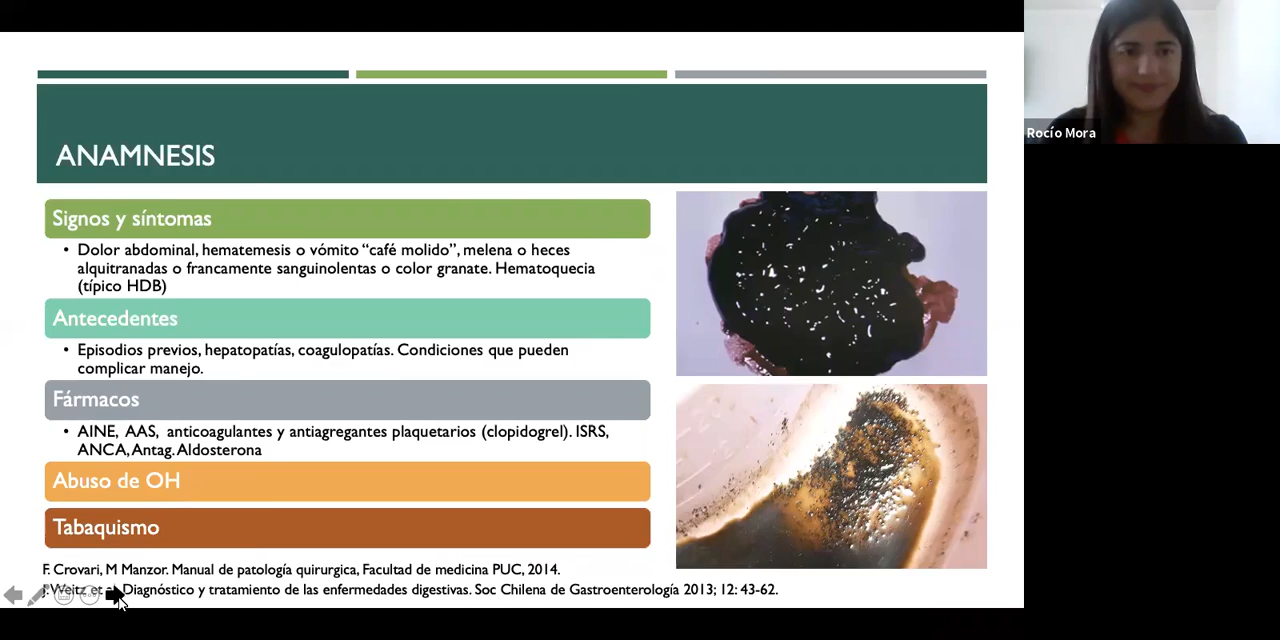 ANAMNESIS
Signos y síntomas
• Dolor abdominal, hematemesis o vómito “café molido”, melena o heces
alquitranadas o francamente sanguinolentas o color granate. Hematoquecia
(típico HDB)
Antecedentes
• Episodios previos, hepatopatías, coagulopatías. Condiciones que pueden
complicar manejo.
Fármacos
• AINE, AAS, anticoagulantes y antiagregantes plaquetarios (clopidogrel). ISRS,
ANCA, Antag. Aldosterona
Abuso de OH
Tabaquismo
F. Crovari, M Manzor. Manual de patología quirurgica, Facultad de medicina PUC, 2014.
J. Weitz et Diagnóstico y tratamiento de las enfermedades digestivas. Soc Chilena de Gastroenterología 2013; 12: 43-62.
Rocío Mora